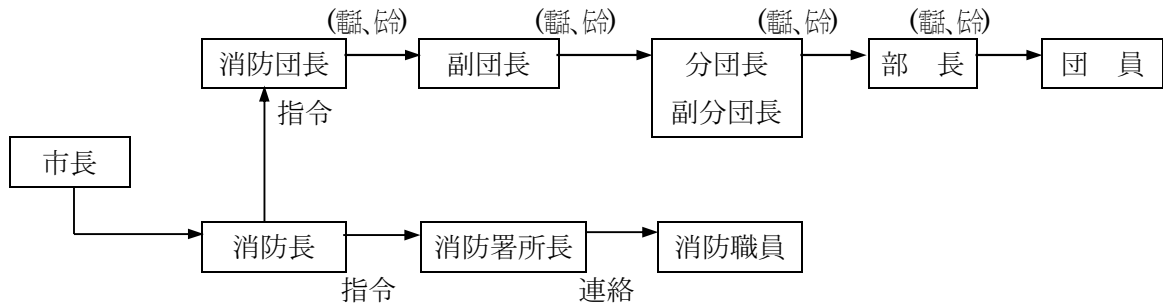 (電話、伝令) (電話、伝令) (電話、伝令) (電話、伝令)
消防団長 副団長 分団長 部　長 団　員
指令 副分団長
市長
消防長 消防署所長 消防職員
指令 連絡